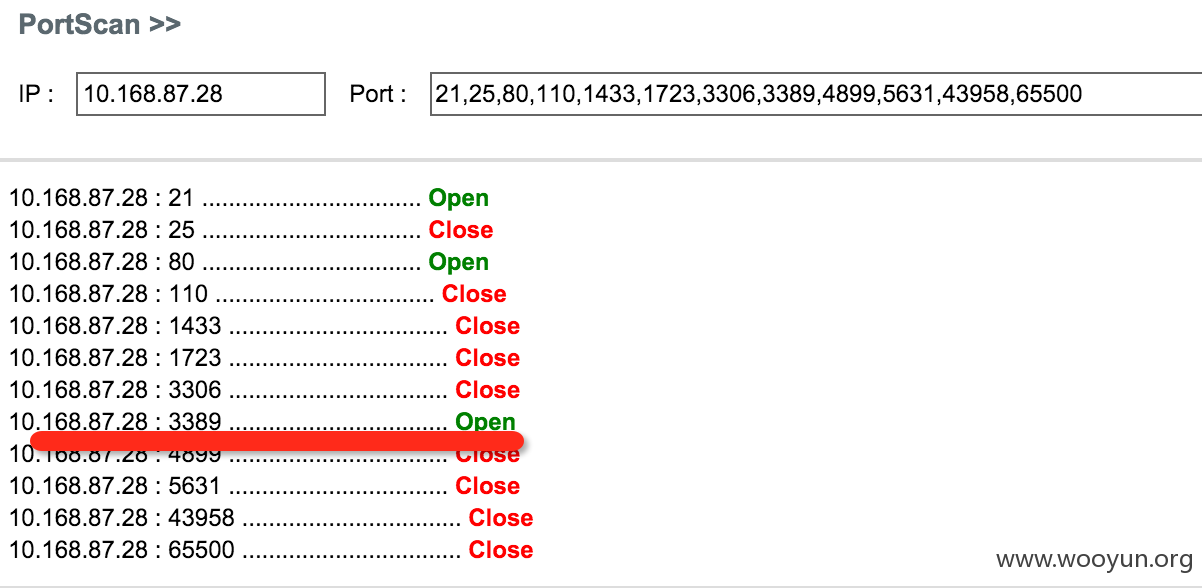 PortScan >>
IP : 10.168.87.28 Port : 21,25,80,110,1433,1723,3306,3389,4899,5631,43958,65500
10.168.87.28 : 21 ................................. Open
10.168.87.28 : 25 ................................. Close
10.168.87.28 : 80 ................................. Open
10.168.87.28 : 110 ................................. Close
10.168.87.28 : 1433 ................................. Close
10.168.87.28 : 1723 ................................. Close
10.168.87.28 : 3306 ................................. Close
10.168.87.28 : 3389 ................................. Open
10.168.87.28 : 4899 ................................. Close
10.168.87.28 : 5631 ................................. Close
10.168.87.28 : 43958 ................................. Close
10.168.87.28 : 65500 ................................. Close
www.wooyun.org